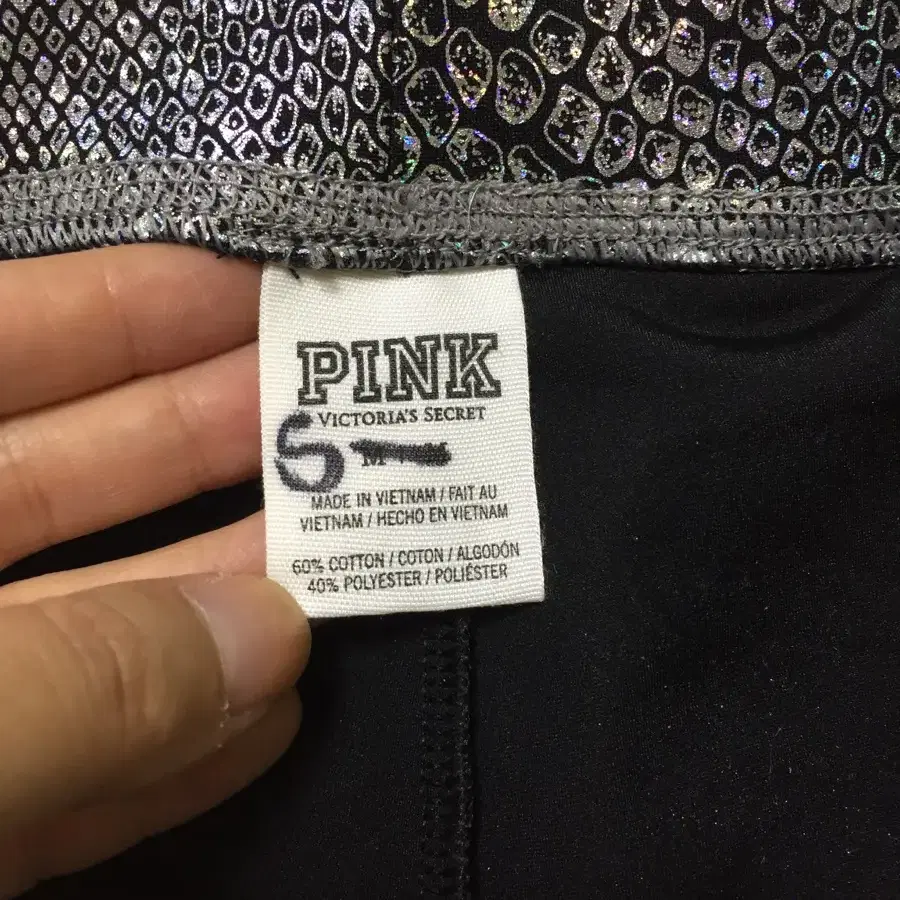 PINK
VICTORIA'S SECRET
S M M
MADE IN VIETNAM / FAIT AU
VIETNAM / HECHO EN VIETNAM
60% COTTON / COTON / ALGODÓN
40% POLYESTER / POLIÉSTER